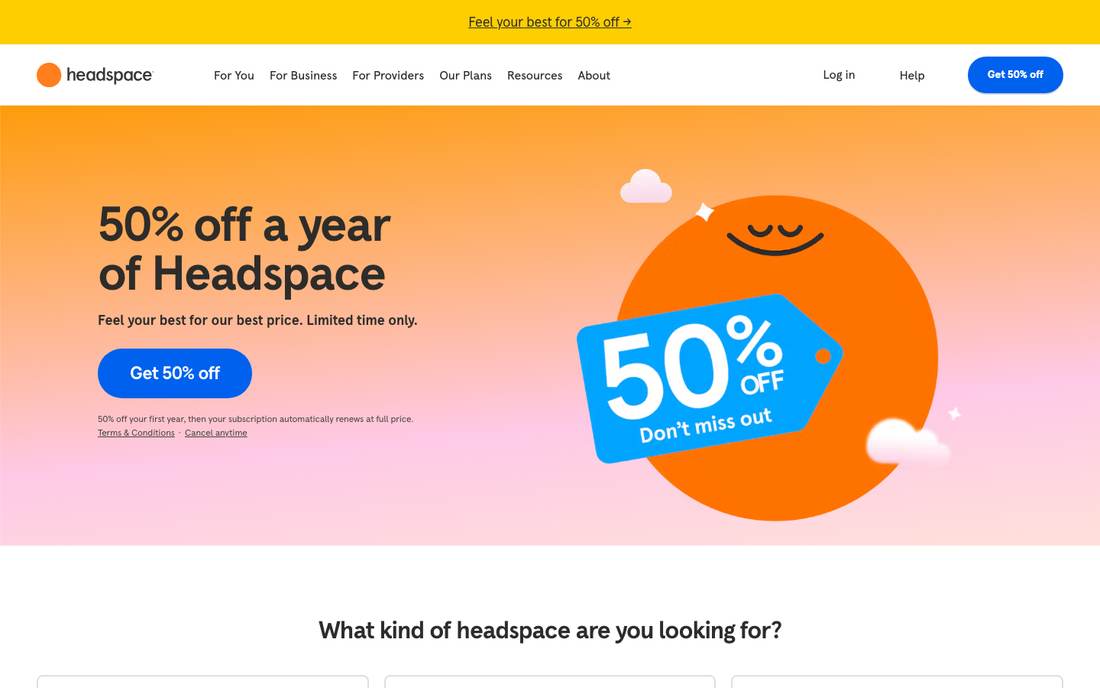 Feel your best for 50% off →
headspace
For You
For Business
For Providers
Our Plans
Resources
About
Log in
Help
Get 50% off
50% off a year
of Headspace
Feel your best for our best price. Limited time only.
Get 50% off
50% off your first year, then your subscription automatically renews at full price.
Terms & Conditions · Cancel anytime
50%
OFF
Don't miss out
What kind of headspace are you looking for?